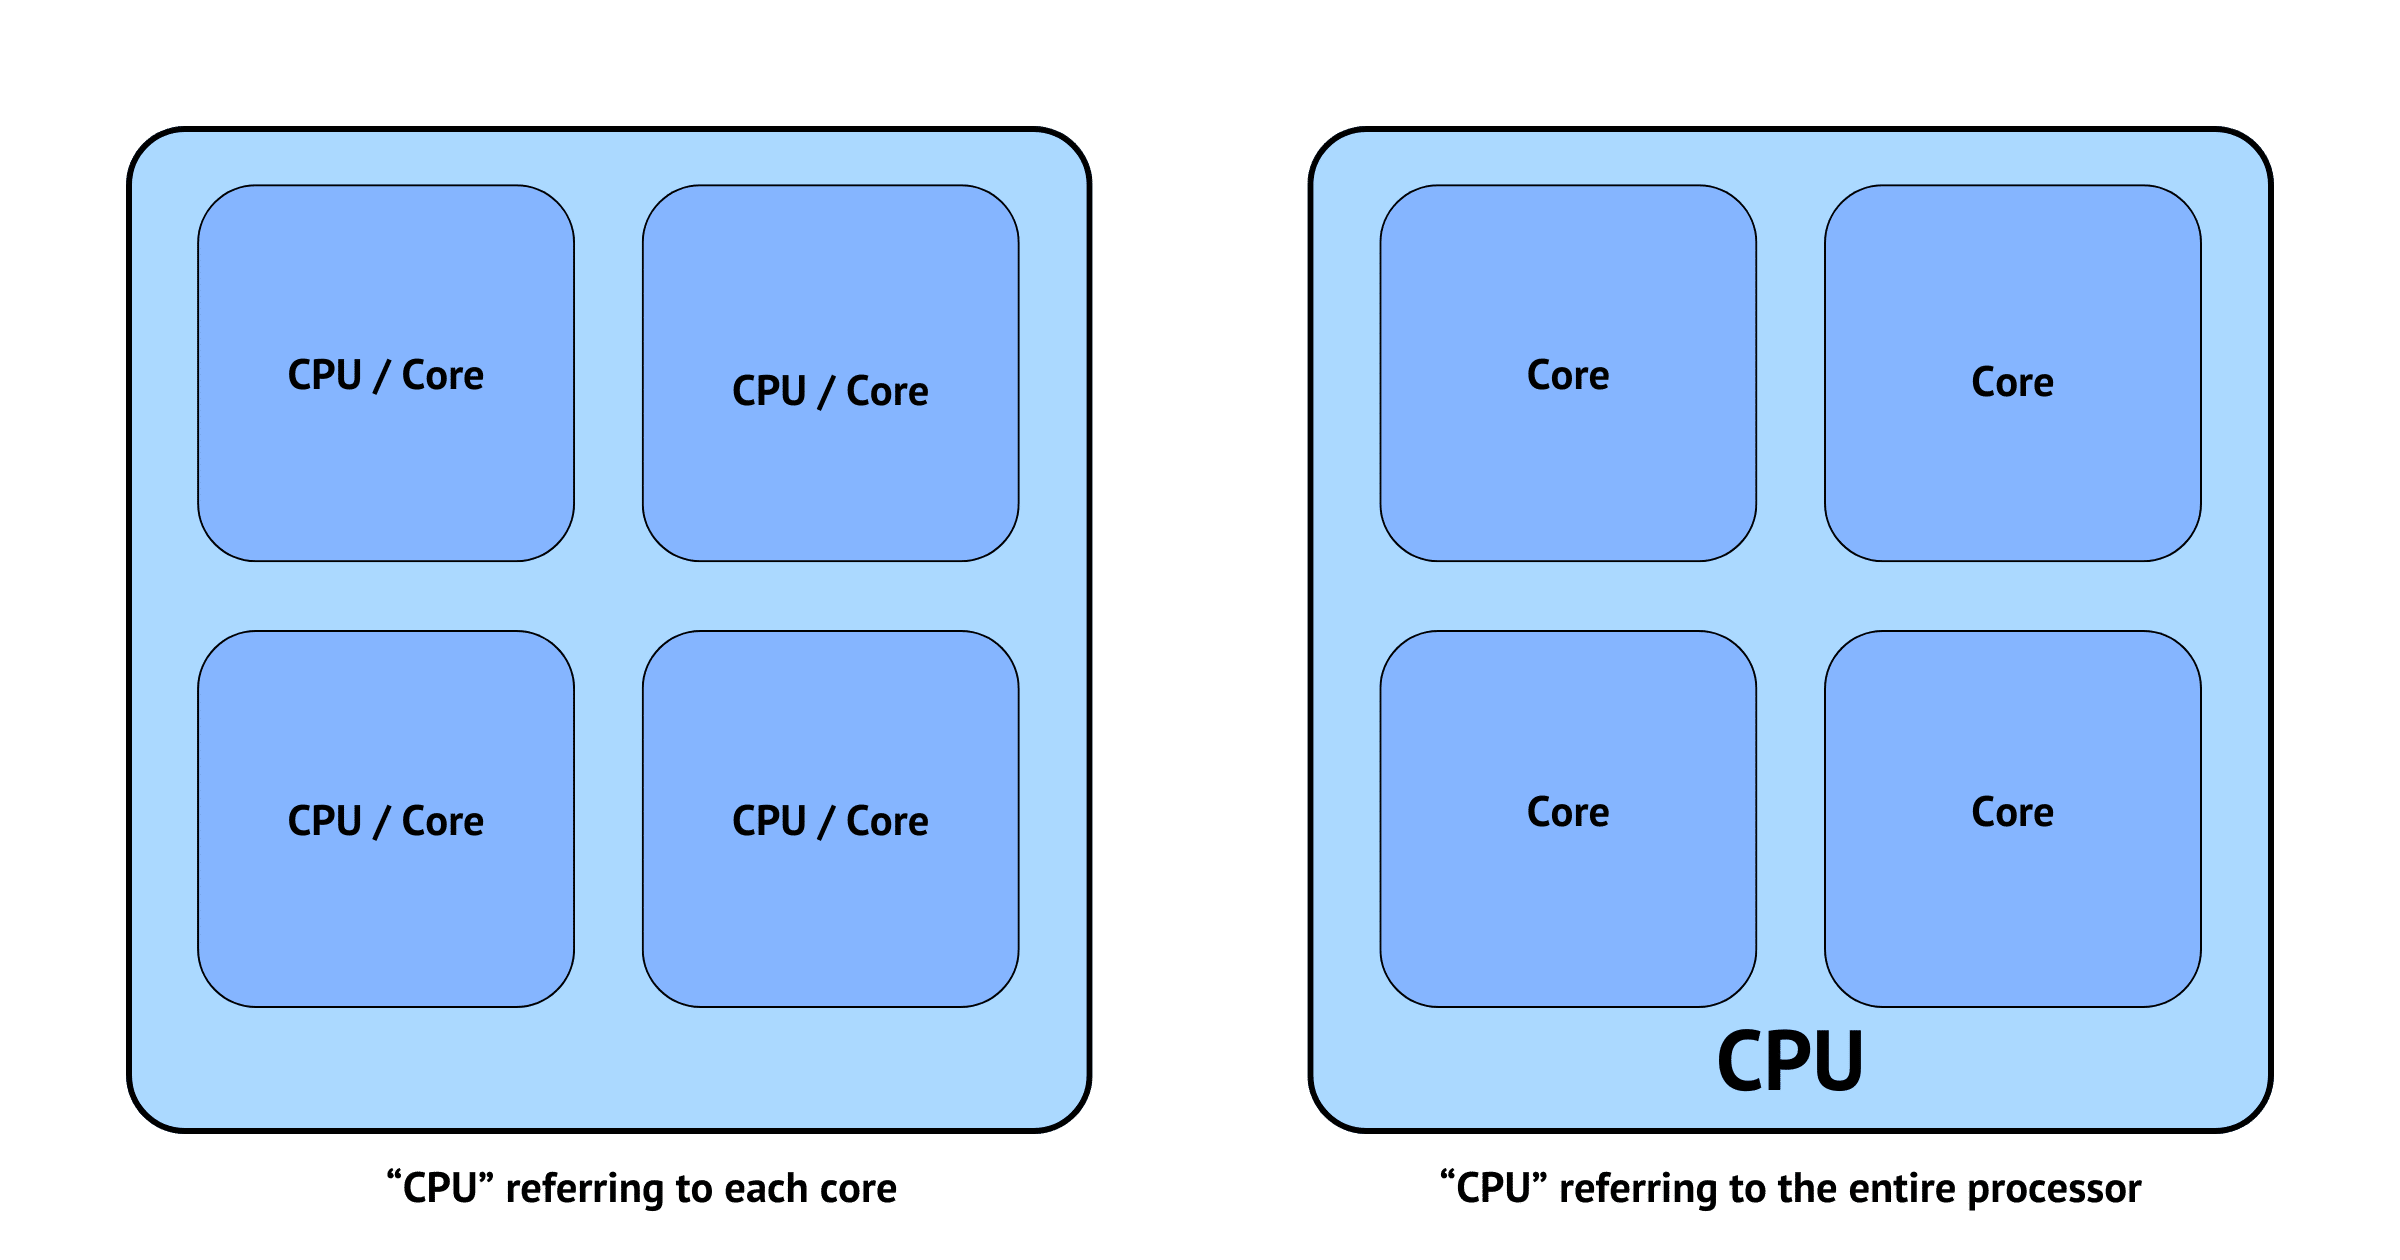 CPU / Core
CPU / Core
CPU / Core
CPU / Core
“CPU” referring to each core
Core
Core
Core
Core
CPU
“CPU” referring to the entire processor